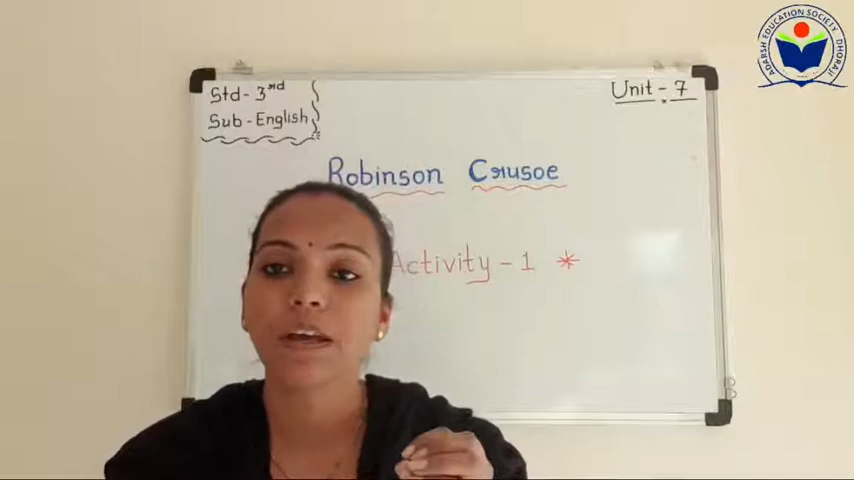 ADARSH EDUCATION SOCIETY
DHORAJI
Std - 3rd
Sub - English
Unit - 7
Robinson Crusoe
Activity - 1 *